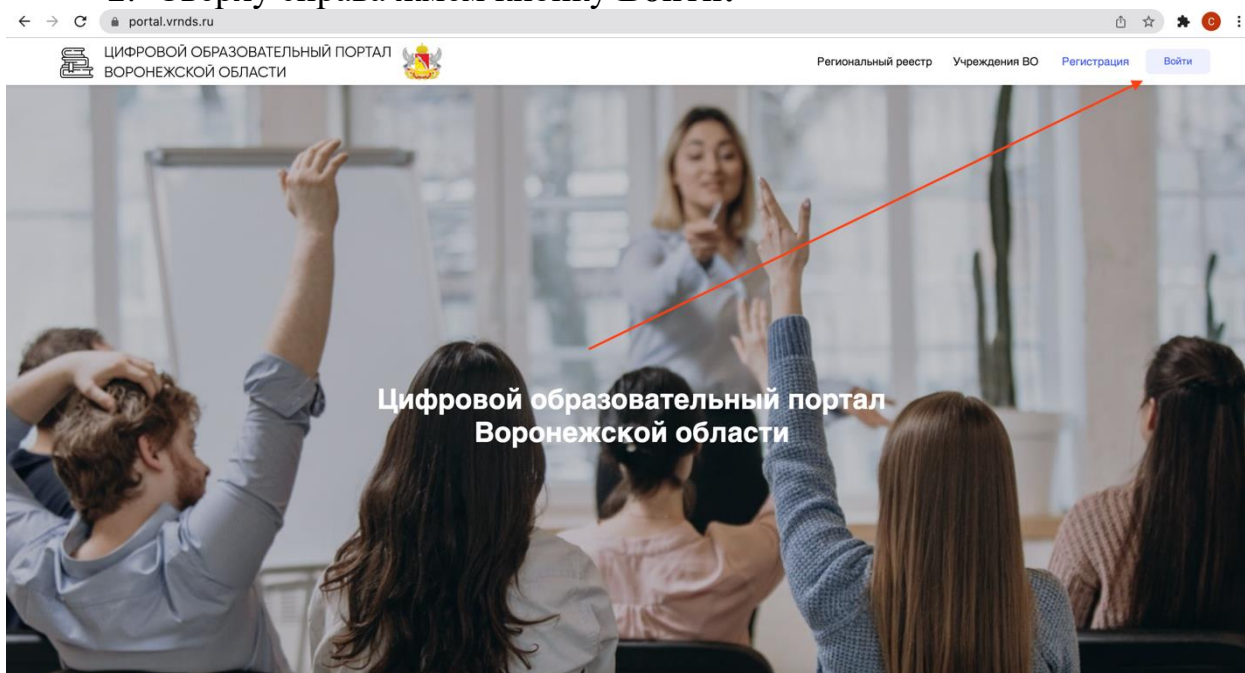 portal.vrnds.ru
ЦИФРОВОЙ ОБРАЗОВАТЕЛЬНЫЙ ПОРТАЛ
ВОРОНЕЖСКОЙ ОБЛАСТИ
Региональный реестр Учреждения ВО Регистрация Войти
C
Цифровой образовательный портал
Воронежской области